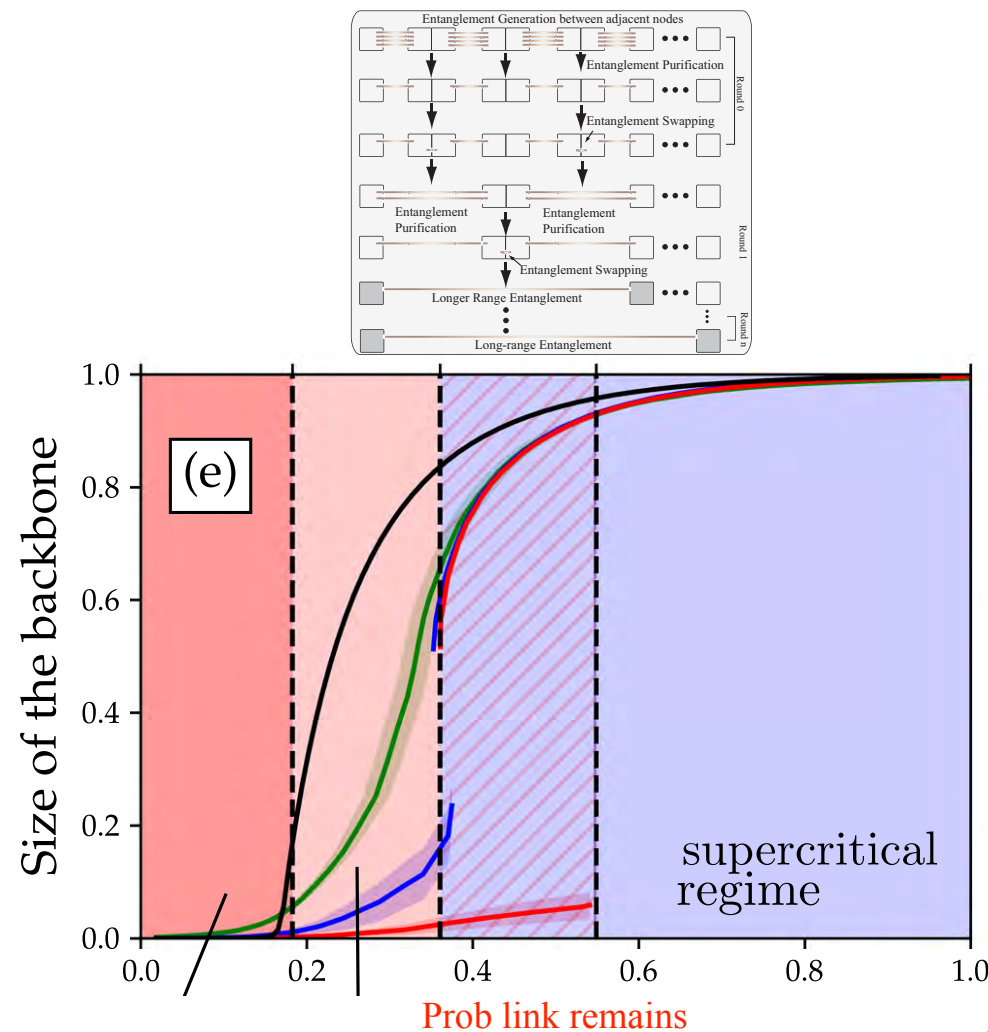 Entanglement Generation between adjacent nodes
Entanglement Purification
Round 0
Entanglement Swapping
Entanglement
Purification
Entanglement
Purification
Round 1
Entanglement Swapping
Longer Range Entanglement
Round n
Long-range Entanglement
1.0
0.8
0.6
0.4
0.2
0.0
Size of the backbone
(e)
supercritical
regime
0.0 0.2 0.4 0.6 0.8 1.0
Prob link remains